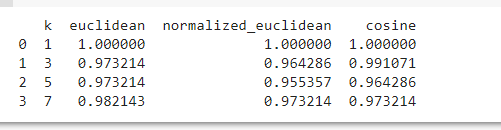 k euclidean normalized_euclidean cosine
0 1 1.000000 1.000000 1.000000
1 3 0.973214 0.964286 0.991071
2 5 0.973214 0.955357 0.964286
3 7 0.982143 0.973214 0.973214